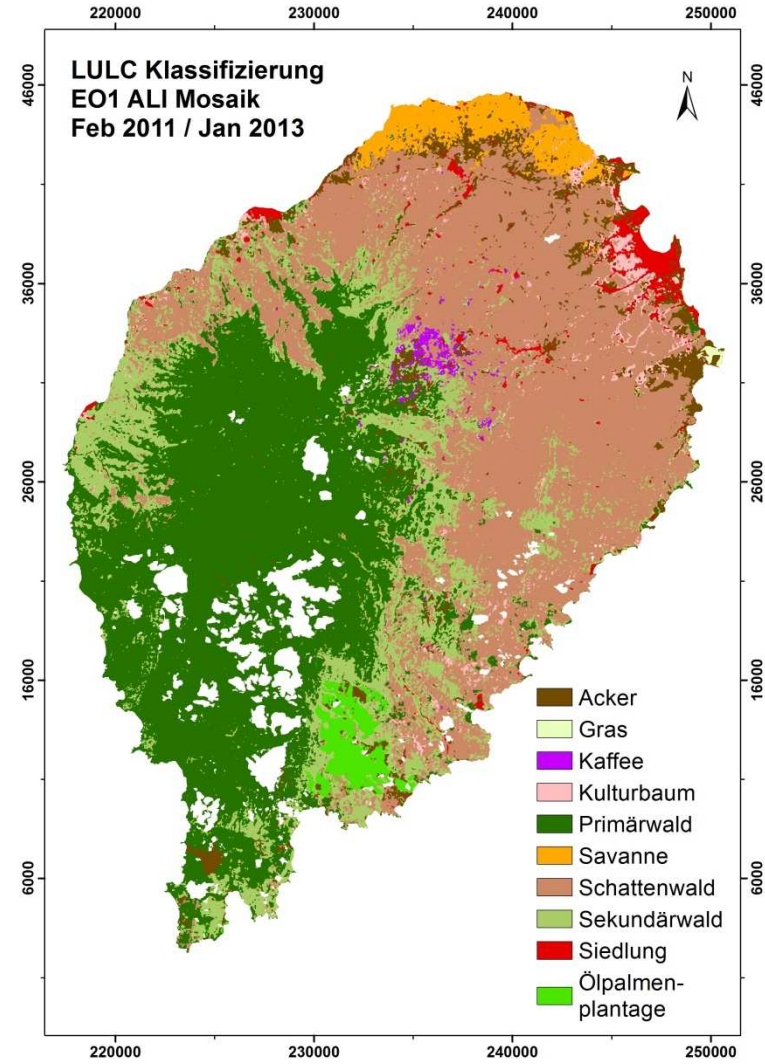 220000 230000 240000 250000
LULC Klassifizierung
EO1 ALI Mosaik
Feb 2011 / Jan 2013
N
46000 46000
36000 36000
26000 26000
16000 16000
6000 6000
Acker
Gras
Kaffee
Kulturbaum
Primärwald
Savanne
Schattenwald
Sekundärwald
Siedlung
Ölpalmen-
plantage
220000 230000 240000 250000